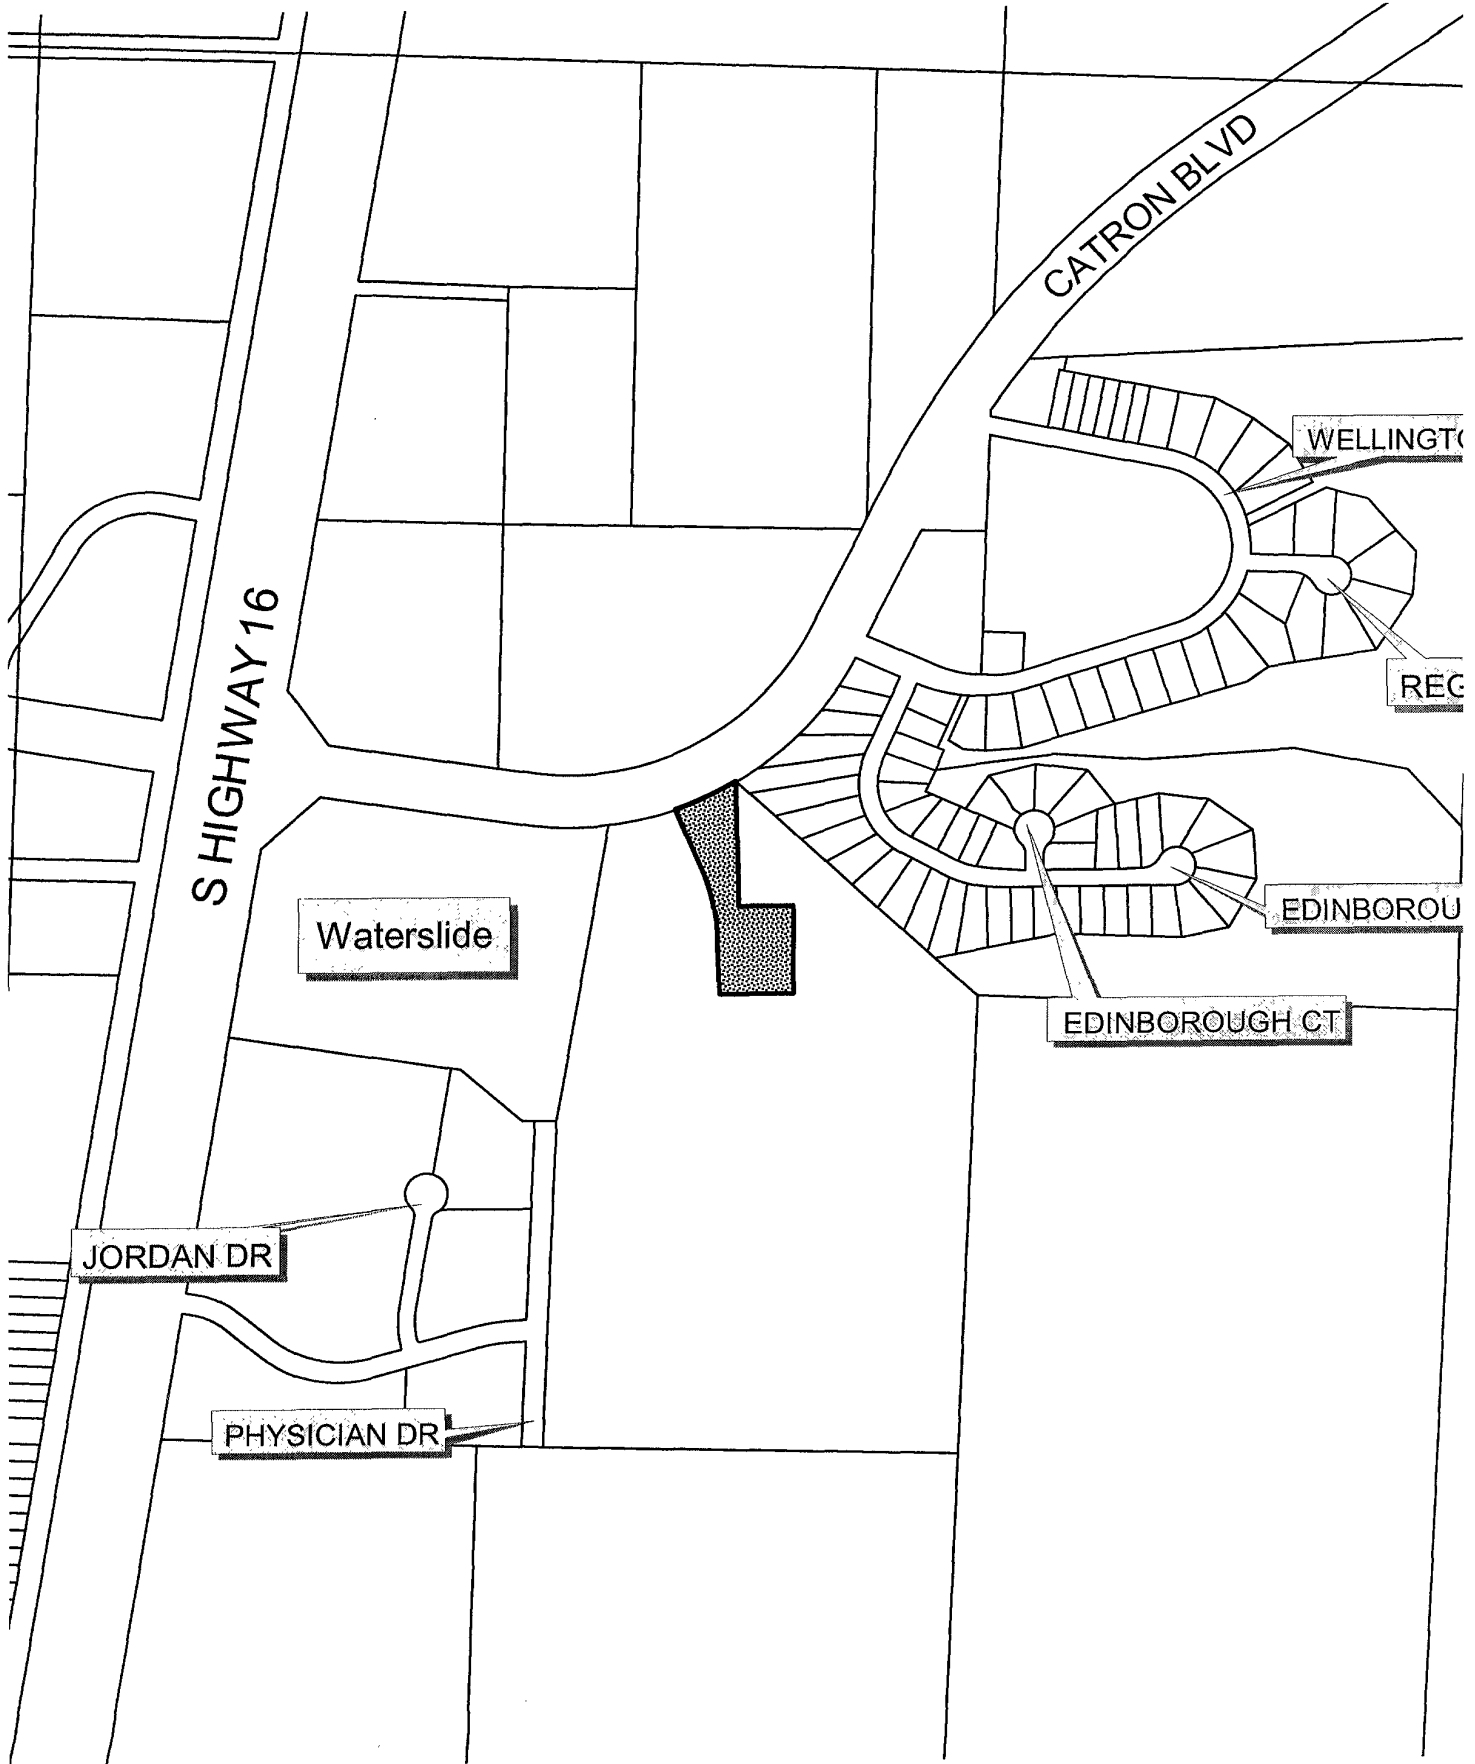 CATRON BLVD
WELLINGTO
S HIGHWAY 16
REG
Waterslide
EDINBOROU
EDINBOROUGH CT
JORDAN DR
PHYSICIAN DR